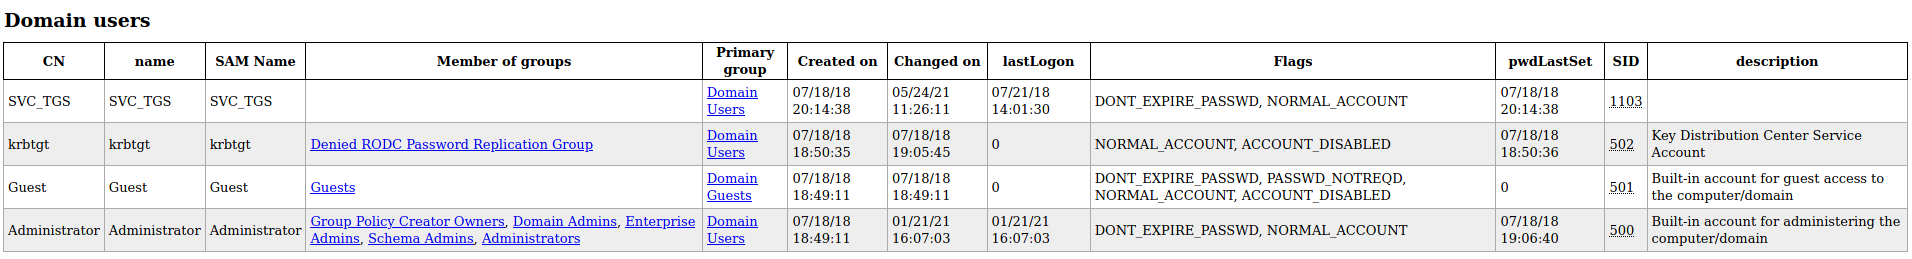 Domain users
CN name SAM Name Member of groups Primary group Created on Changed on lastLogon Flags pwdLastSet SID description
SVC_TGS SVC_TGS SVC_TGS Domain Users 07/18/18 20:14:38 05/24/21 11:26:11 07/21/18 14:01:30 DONT_EXPIRE_PASSWD, NORMAL_ACCOUNT 07/18/18 20:14:38 1103
krbtgt krbtgt krbtgt Denied RODC Password Replication Group Domain Users 07/18/18 18:50:35 07/18/18 19:05:45 0 NORMAL_ACCOUNT, ACCOUNT_DISABLED 07/18/18 18:50:36 502 Key Distribution Center Service Account
Guest Guest Guest Guests Domain Guests 07/18/18 18:49:11 07/18/18 18:49:11 0 DONT_EXPIRE_PASSWD, PASSWD_NOTREQD, NORMAL_ACCOUNT, ACCOUNT_DISABLED 0 501 Built-in account for guest access to the computer/domain
Administrator Administrator Administrator Group Policy Creator Owners, Domain Admins, Enterprise Admins, Schema Admins, Administrators Domain Users 07/18/18 18:49:11 01/21/21 16:07:03 01/21/21 16:07:03 DONT_EXPIRE_PASSWD, NORMAL_ACCOUNT 07/18/18 19:06:40 500 Built-in account for administering the computer/domain